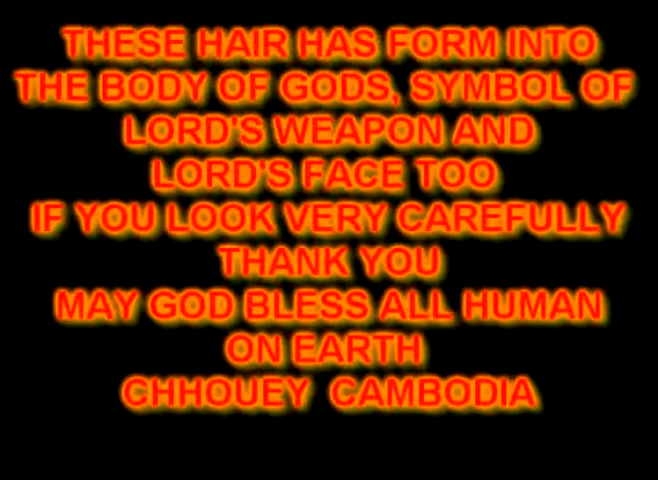 THESE HAIR HAS FORM INTO
THE BODY OF GODS, SYMBOL OF
LORD'S WEAPON AND
LORD'S FACE TOO
IF YOU LOOK VERY CAREFULLY
THANK YOU
MAY GOD BLESS ALL HUMAN
ON EARTH
CHHOUEY CAMBODIA